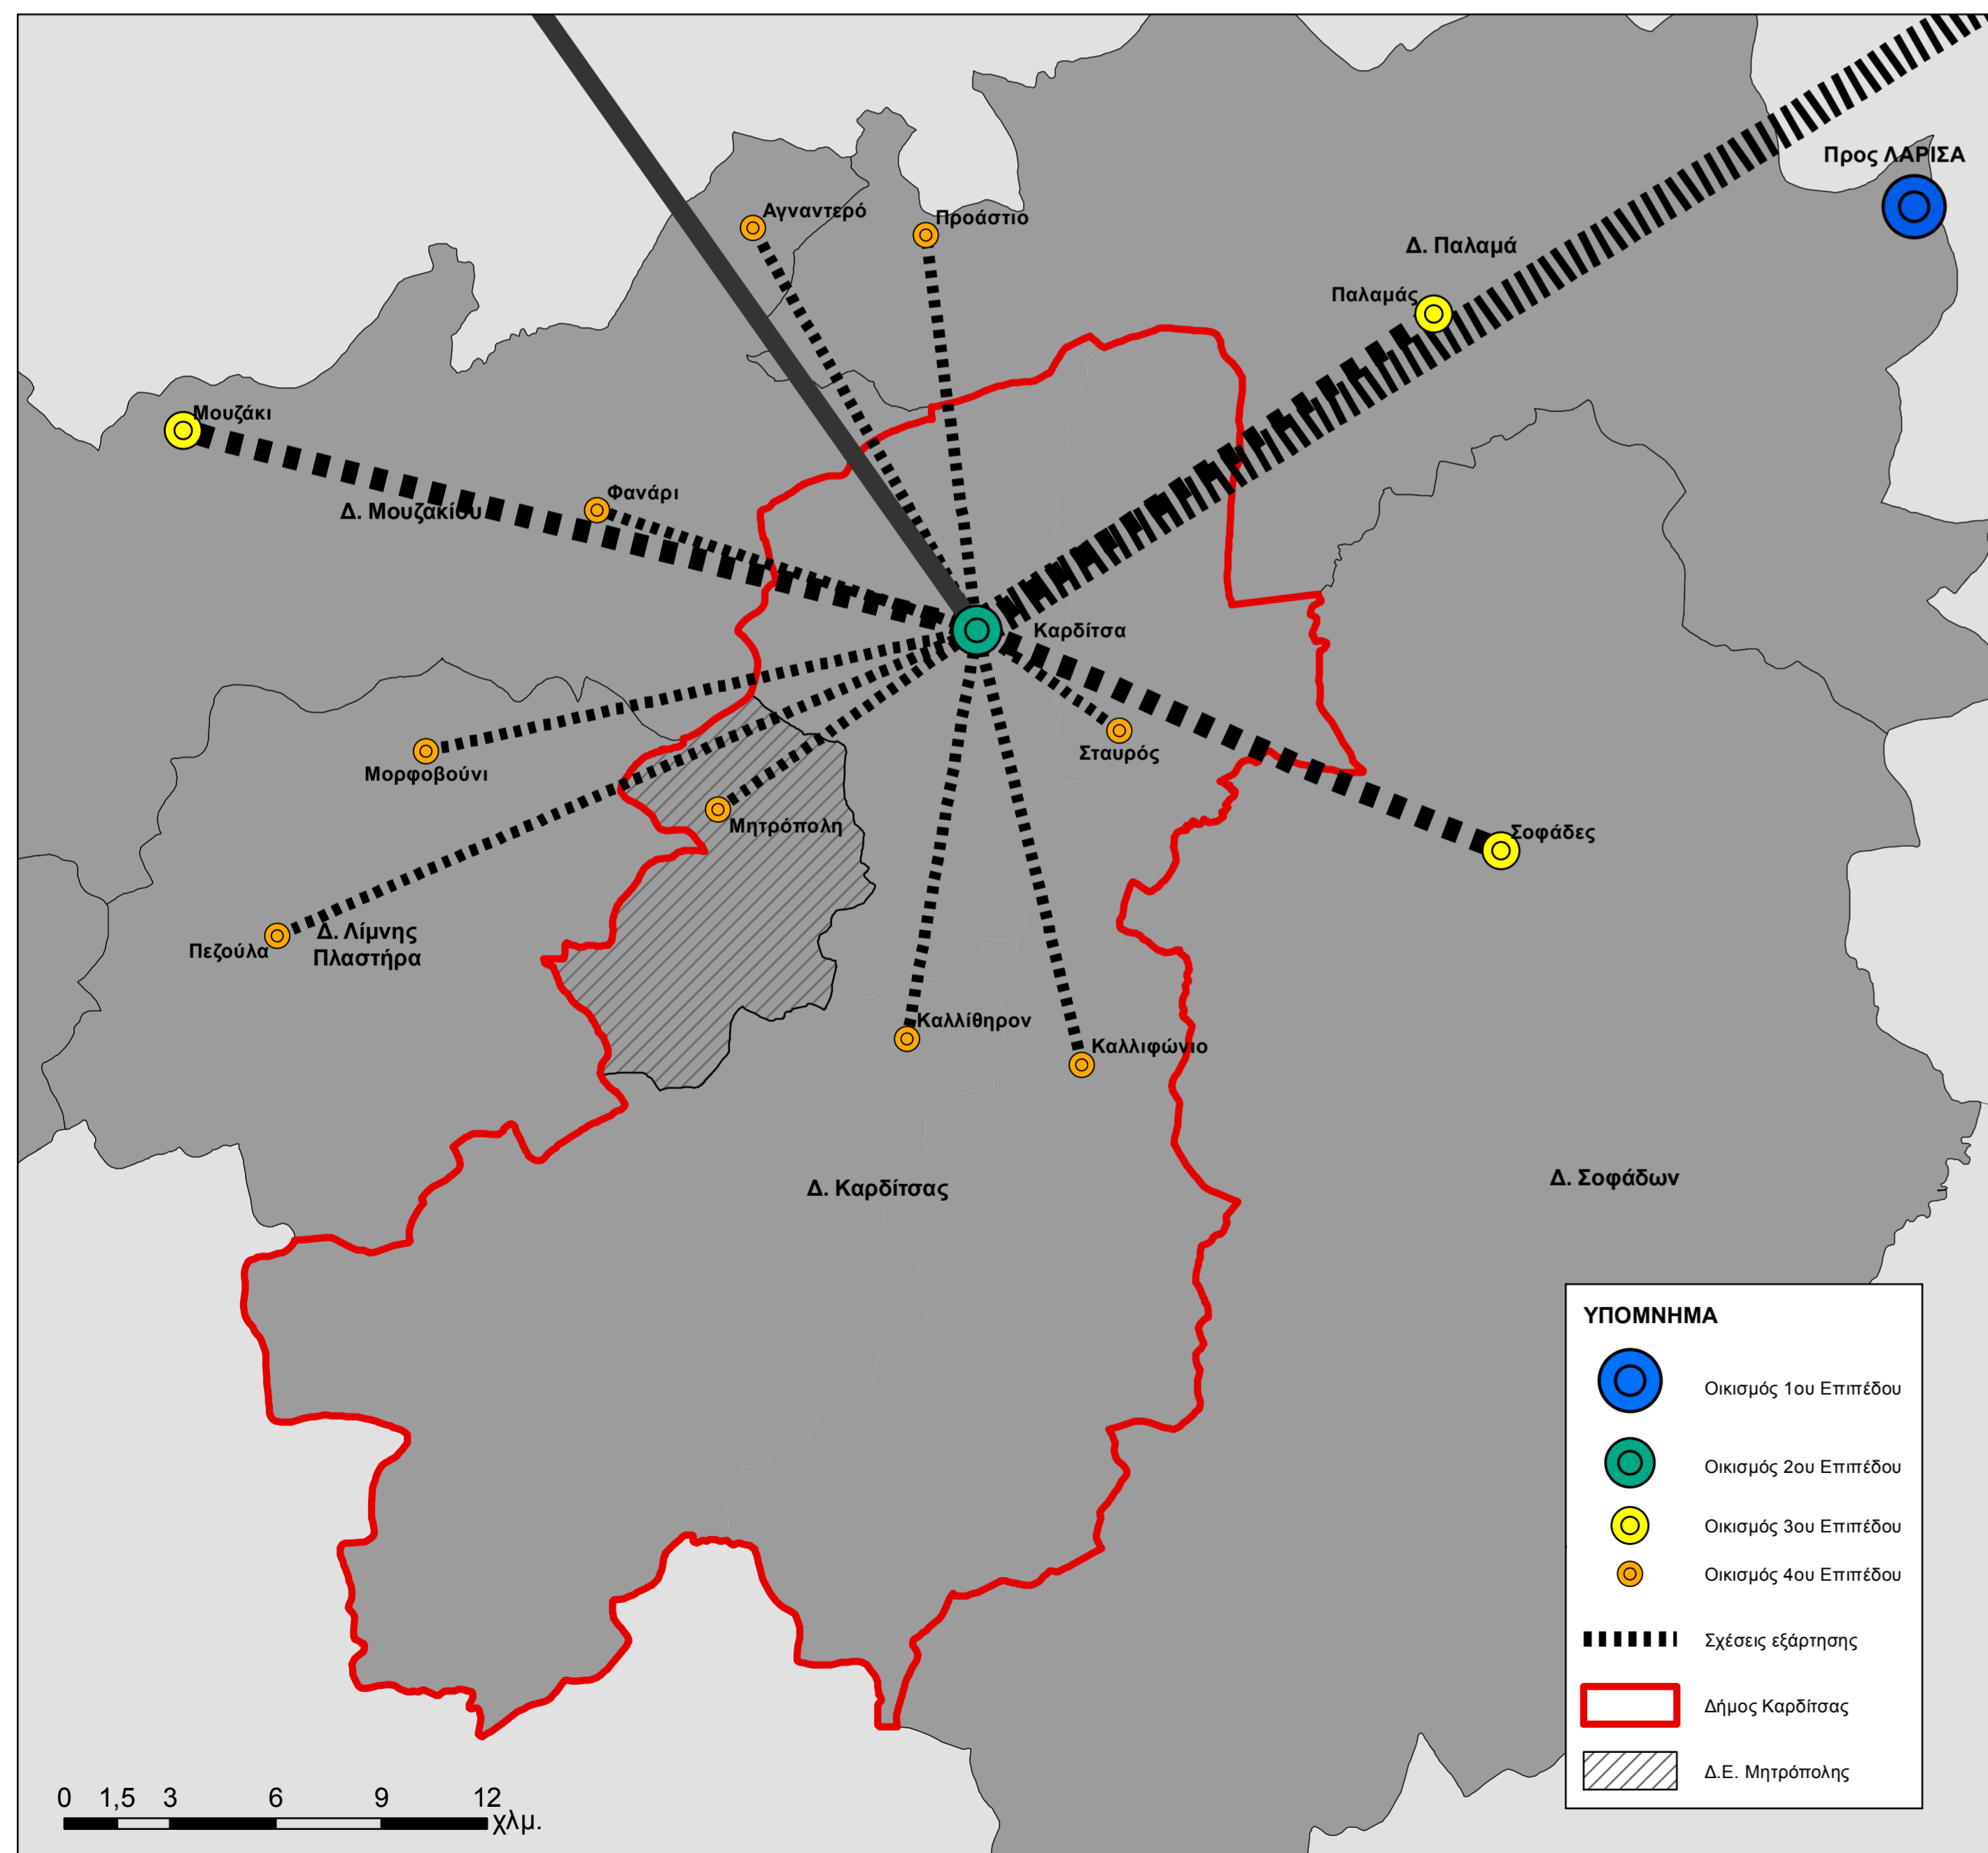 Προς ΛΑΡΙΣΑ
Αγναντερό
Προάστιο
Δ. Παλαμά
Παλαμάς
Μουζάκι
Φανάρι
Δ. Μουζακίου
Καρδίτσα
Σταυρός
Μορφοβούνι
Μητρόπολη
Σοφάδες
Πεζούλα
Δ. Λίμνης
Πλαστήρα
Καλλίθηρον
Καλλιφώνιο
Δ. Καρδίτσας
Δ. Σοφάδων
ΥΠΟΜΝΗΜΑ
Οικισμός 1ου Επιπέδου
Οικισμός 2ου Επιπέδου
Οικισμός 3ου Επιπέδου
Οικισμός 4ου Επιπέδου
Σχέσεις εξάρτησης
Δήμος Καρδίτσας
Δ.Ε. Μητρόπολης
0 1,5 3 6 9 12
χλμ.